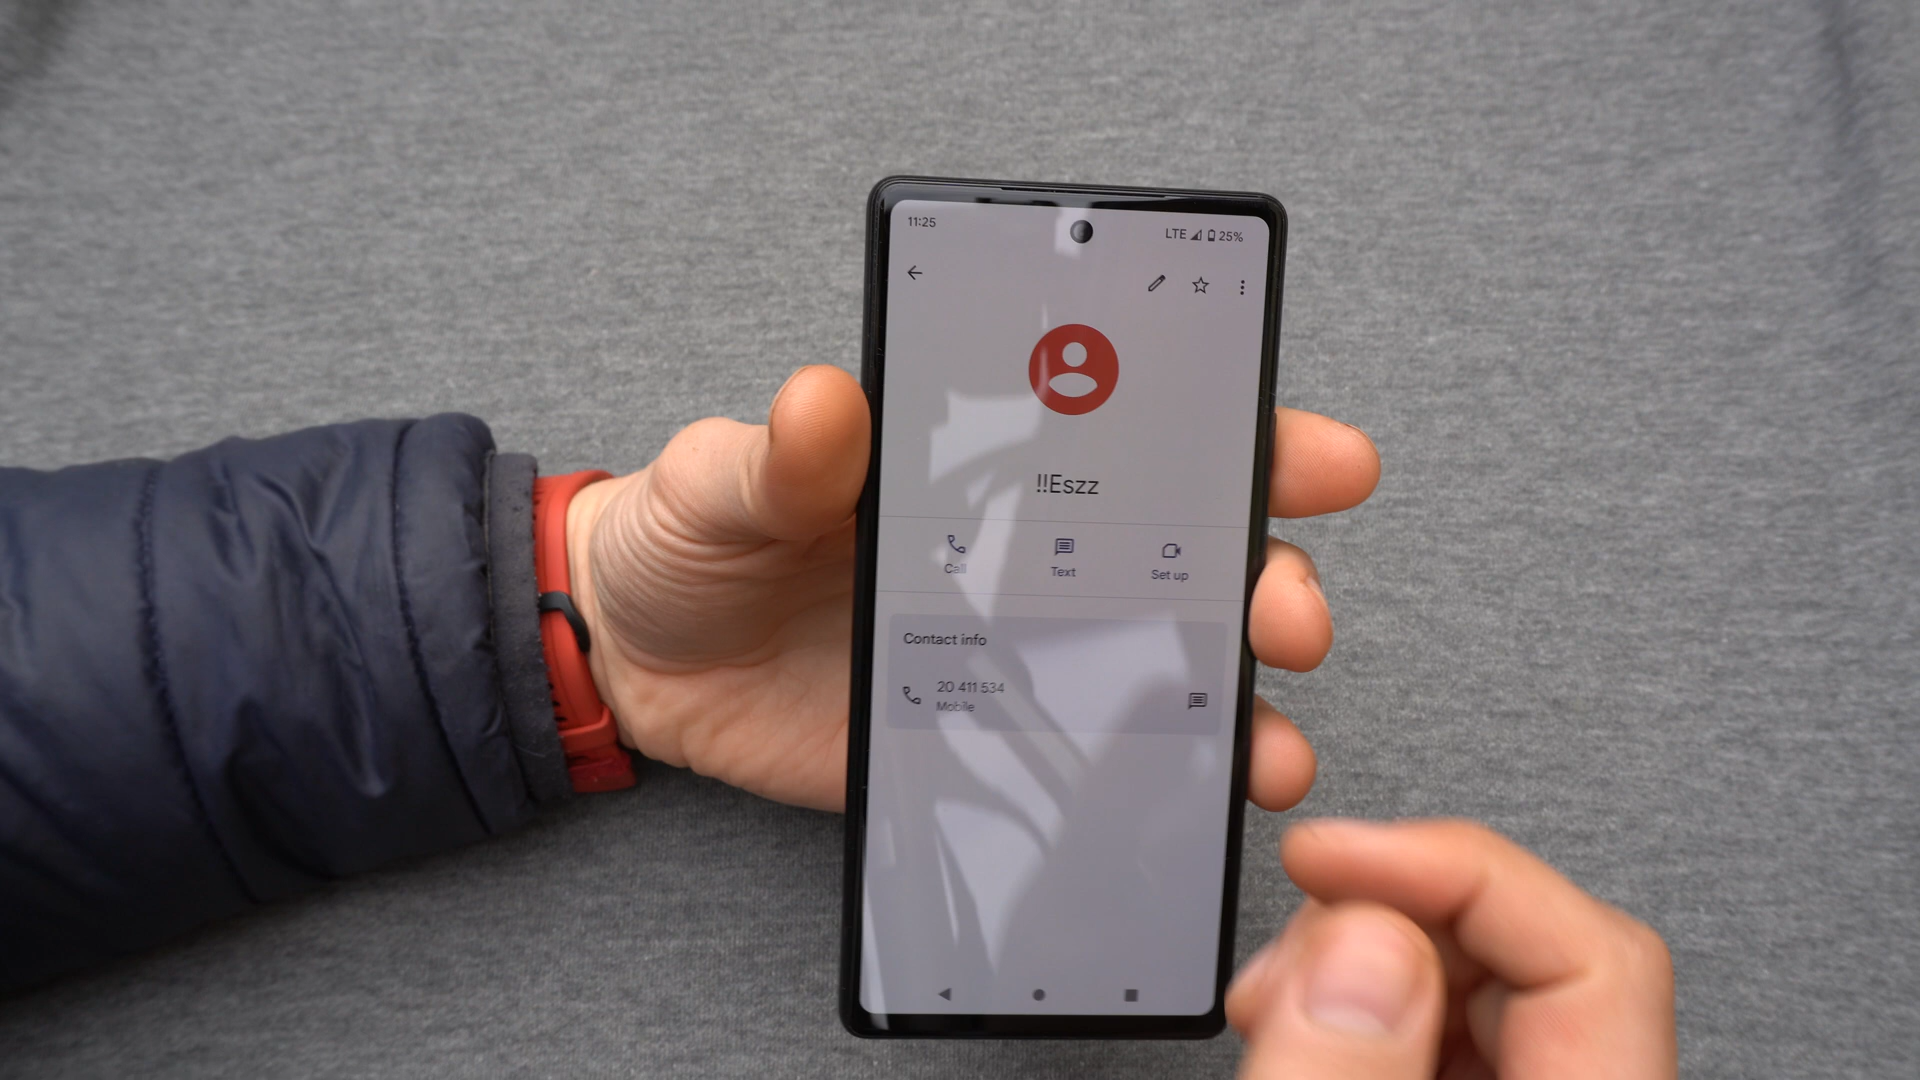 11:25
LTE 25%
!!Eszz
Call
Text
Set up
Contact info
20 411 534
Mobile